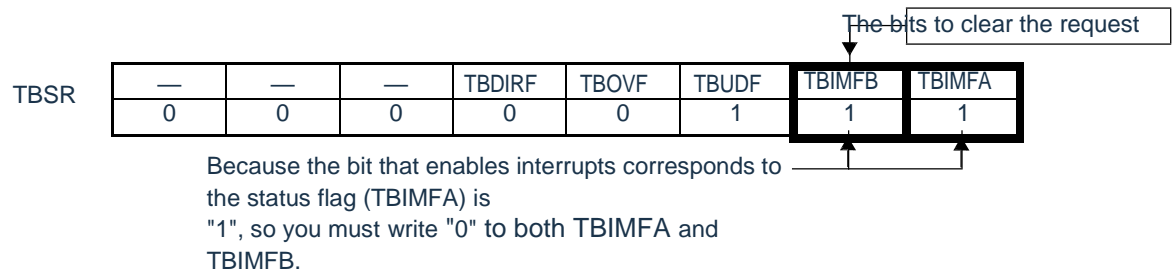 The bits to clear the request
TBSR
— — — TBDIRF TBOVF TBUDF TBIMFB TBIMFA
0 0 0 0 0 1 1 1
Because the bit that enables interrupts corresponds to
the status flag (TBIMFA) is
"1", so you must write "0" to both TBIMFA and
TBIMFB.